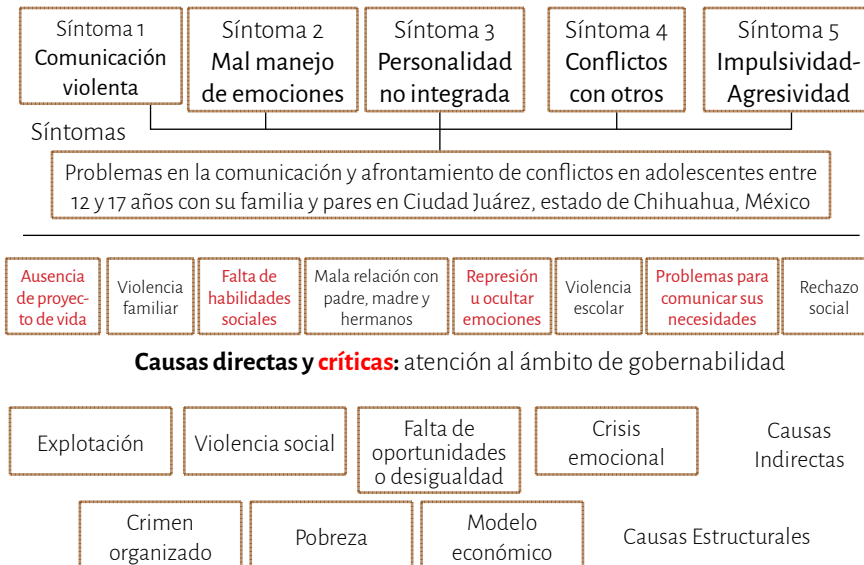 Síntoma 1
Comunicación
violenta
Síntoma 2
Mal manejo
de emociones
Síntoma 3
Personalidad
no integrada
Síntoma 4
Conflictos
con otros
Síntoma 5
Impulsividad-
Agresividad
Síntomas
Problemas en la comunicación y afrontamiento de conflictos en adolescentes entre
12 y 17 años con su familia y pares en Ciudad Juárez, estado de Chihuahua, México
Ausencia
de proyec-
to de vida
Violencia
familiar
Falta de
habilidades
sociales
Mala relación con
padre, madre y
hermanos
Represión
u ocultar
emociones
Violencia
escolar
Problemas para
comunicar sus
necesidades
Rechazo
social
Causas directas y críticas: atención al ámbito de gobernabilidad
Explotación
Violencia social
Falta de
oportunidades
o desigualdad
Crisis
emocional
Causas
Indirectas
Crimen
organizado
Pobreza
Modelo
económico
Causas Estructurales